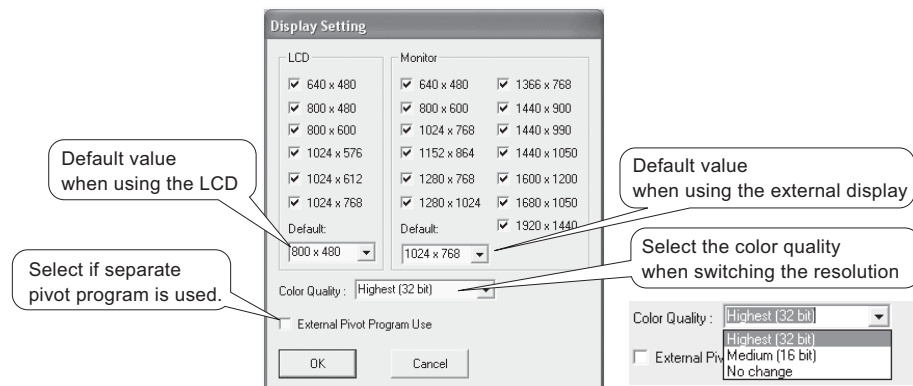 Display Setting
LCD
640 x 480
800 x 480
800 x 600
1024 x 576
1024 x 612
1024 x 768
Default:
800 x 480
Monitor
640 x 480
800 x 600
1024 x 768
1152 x 864
1280 x 768
1280 x 1024
Default:
1024 x 768
1366 x 768
1440 x 900
1440 x 990
1440 x 1050
1600 x 1200
1680 x 1050
1920 x 1440
Color Quality : Highest (32 bit)
External Pivot Program Use
OK Cancel
Default value
when using the LCD
Select if separate
pivot program is used.
Default value
when using the external display
Select the color quality
when switching the resolution
Color Quality : Highest (32 bit)
Highest (32 bit)
External Piv Medium (16 bit)
No change